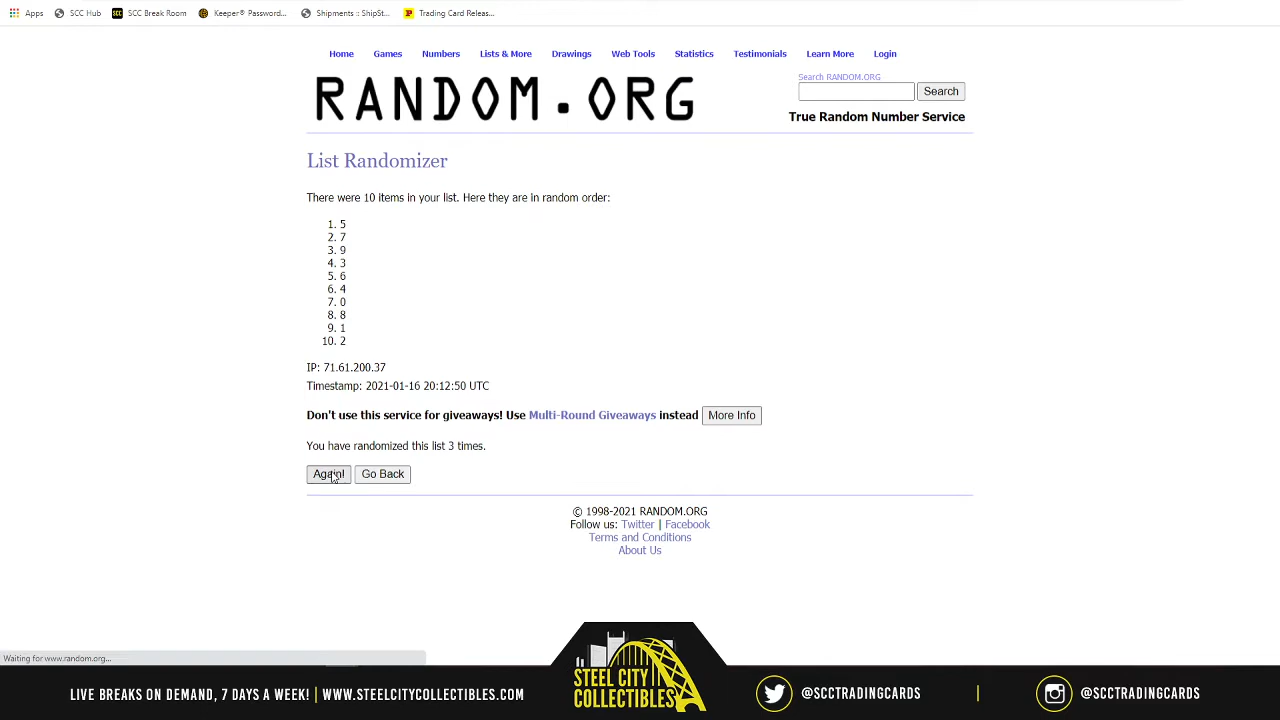 Apps SCC Hub SCC Break Room Keeper® Password... Shipments :: ShipSt... Trading Card Releas...
Home Games Numbers Lists & More Drawings Web Tools Statistics Testimonials Learn More Login
Search RANDOM.ORG
RANDOM.ORG
Search
True Random Number Service
List Randomizer
There were 10 items in your list. Here they are in random order:
1. 5
2. 7
3. 9
4. 3
5. 6
6. 4
7. 0
8. 8
9. 1
10. 2
IP: 71.61.200.37
Timestamp: 2021-01-16 20:12:50 UTC
Don't use this service for giveaways! Use Multi-Round Giveaways instead More Info
You have randomized this list 3 times.
Again! Go Back
© 1998-2021 RANDOM.ORG
Follow us: Twitter | Facebook
Terms and Conditions
About Us
Waiting for www.random.org...
LIVE BREAKS ON DEMAND, 7 DAYS A WEEK! | WWW.STEELCITYCOLLECTIBLES.COM
STEEL CITY
COLLECTIBLES
@SCCTRADINGCARDS | @SCCTRADINGCARDS